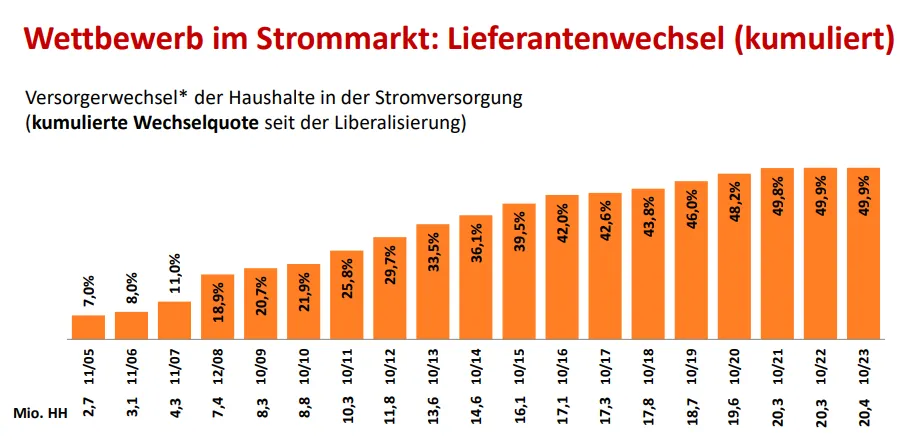 Wettbewerb im Strommarkt: Lieferantenwechsel (kumuliert)
Versorgerwechsel* der Haushalte in der Stromversorgung
(kumulierte Wechselquote seit der Liberalisierung)
7,0% 8,0% 11,0% 18,9% 20,7% 21,9% 25,8% 29,7% 33,5% 36,1% 39,5% 42,0% 42,6% 43,8% 46,0% 48,2% 49,8% 49,9% 49,9%
11/05 11/06 11/07 12/08 10/09 10/10 10/11 10/12 10/13 10/14 10/15 10/16 10/17 10/18 10/19 10/20 10/21 10/22 10/23
Mio. HH 2,7 3,1 4,3 7,4 8,3 8,8 10,3 11,8 13,6 14,6 16,1 17,1 17,3 17,8 18,7 19,6 20,3 20,3 20,4